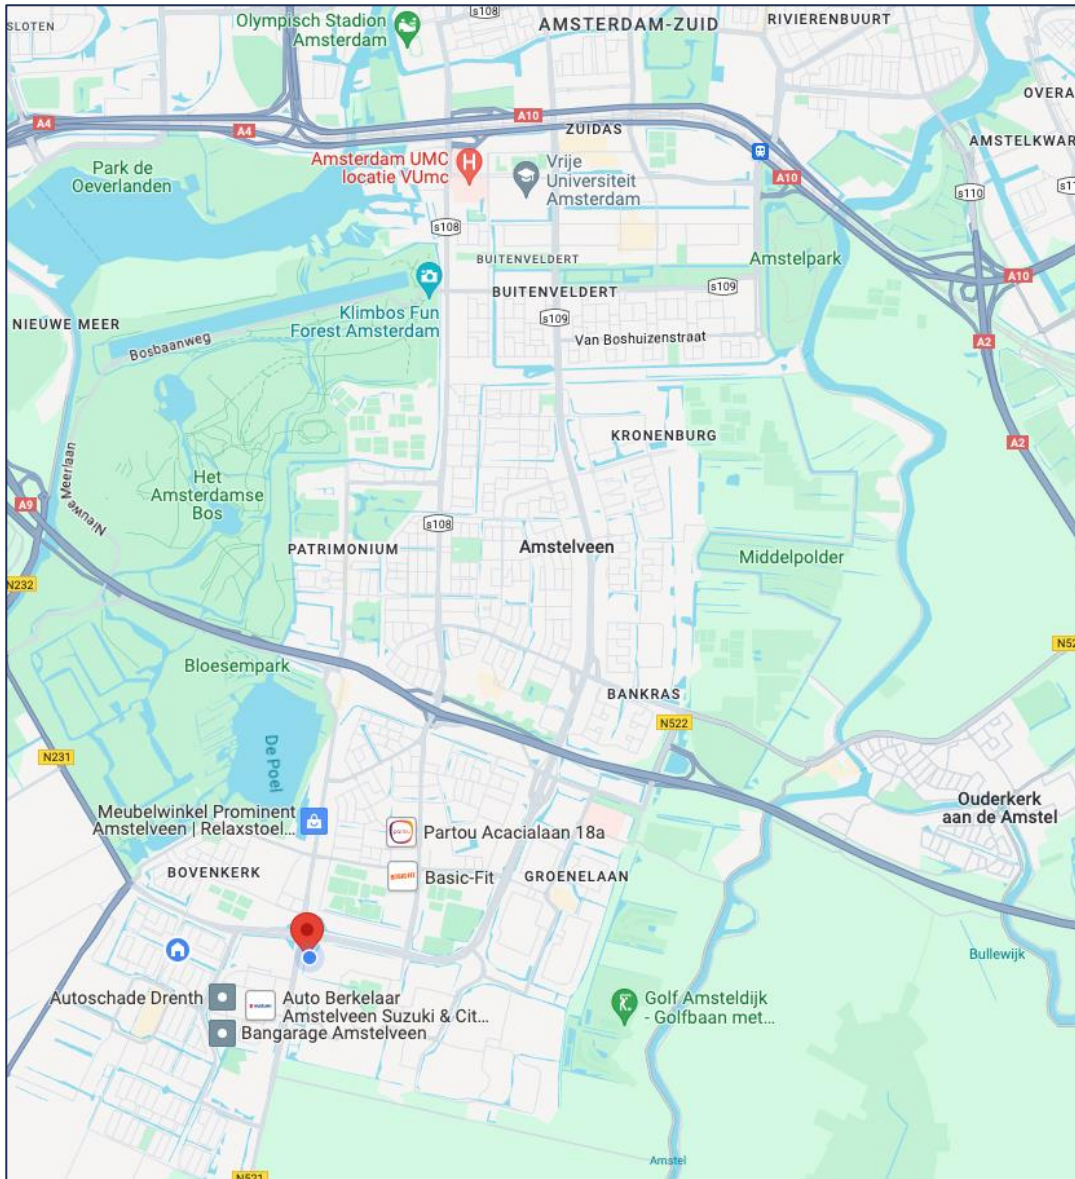 SLOTEN
Olympisch Stadion
Amsterdam
s108
AMSTERDAM-ZUID
RIVIERENBUURT
OVERA
A4
A4
A10
ZUIDAS
AMSTELKWAR
Park de
Oeverlanden
Amsterdam UMC
locatie VUmc
H
Vrije
Universiteit
Amsterdam
A10
s110
s11
s108
BUITENVELDERT
Amstelpark
A10
Klimbos Fun
Forest Amsterdam
BUITENVELDERT
s109
s109
NIEUWE MEER
Bosbaanweg
Van Boshuizenstraat
A2
KRONENBURG
A2
Nieuwe Meerlaan
Het
Amsterdamse
Bos
A9
s108
PATRIMONIUM
Amstelveen
Middelpolder
N232
N52
Bloesempark
BANKRAS
N522
N231
De Poel
Meubelwinkel Prominent
Amstelveen | Relaxstoel...
Partou Acacialaan 18a
Ouderkerk
aan de Amstel
BOVENKERK
Basic-Fit
GROENELAAN
Bullewijk
Autoschade Drenth
Auto Berkelaar
Amstelveen Suzuki & Cit...
Golf Amsteldijk
- Golfbaan met...
Bangarage Amstelveen
Amstel
N521